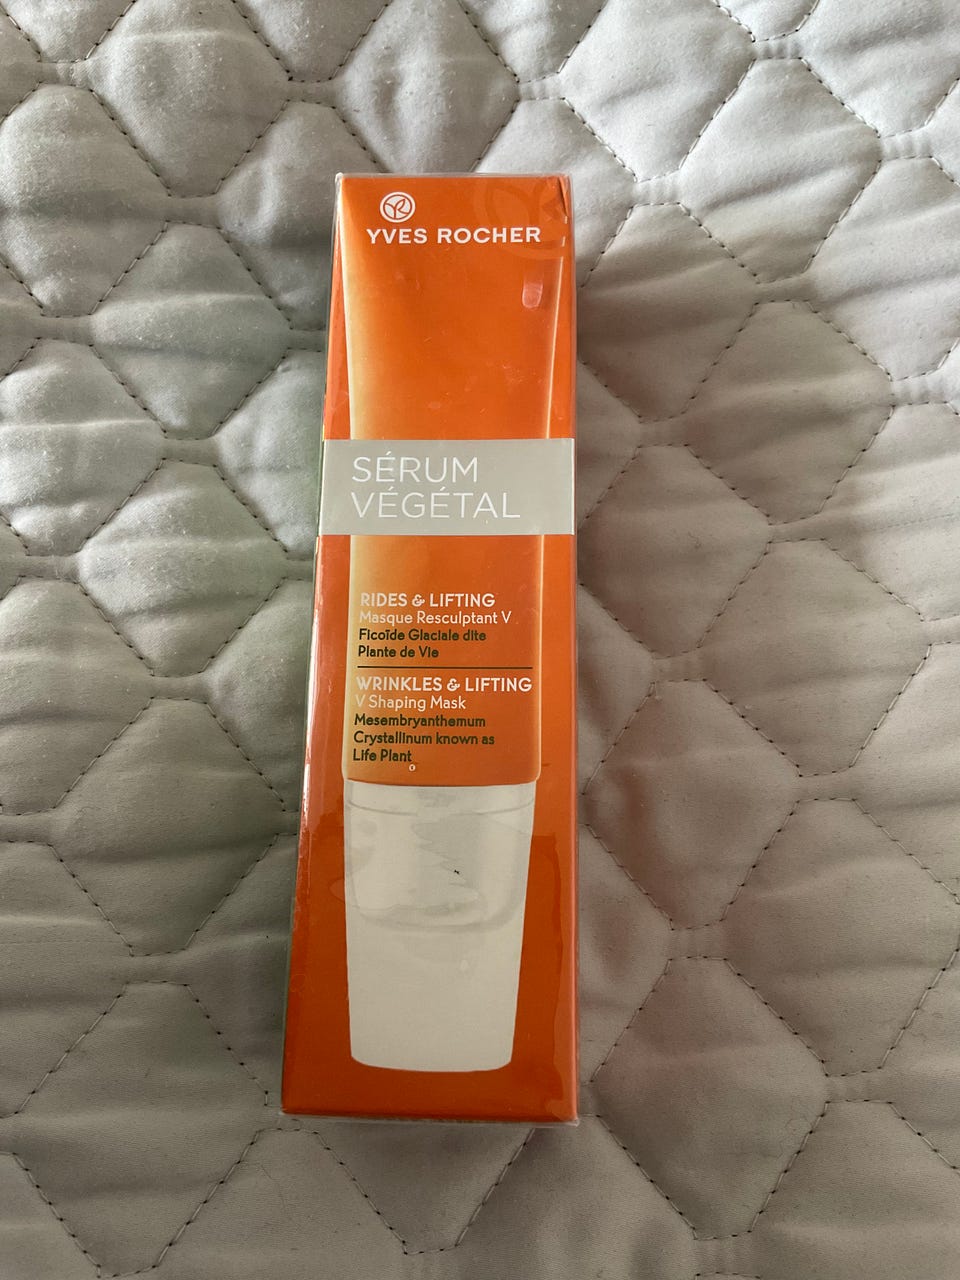 YVES ROCHER
SÉRUM
VÉGÉTAL
RIDES & LIFTING
Masque Resculptant V
Ficoïde Glaciale dite
Plante de Vie
WRINKLES & LIFTING
V Shaping Mask
Mesembryanthemum
Crystallinum known as
Life Plant